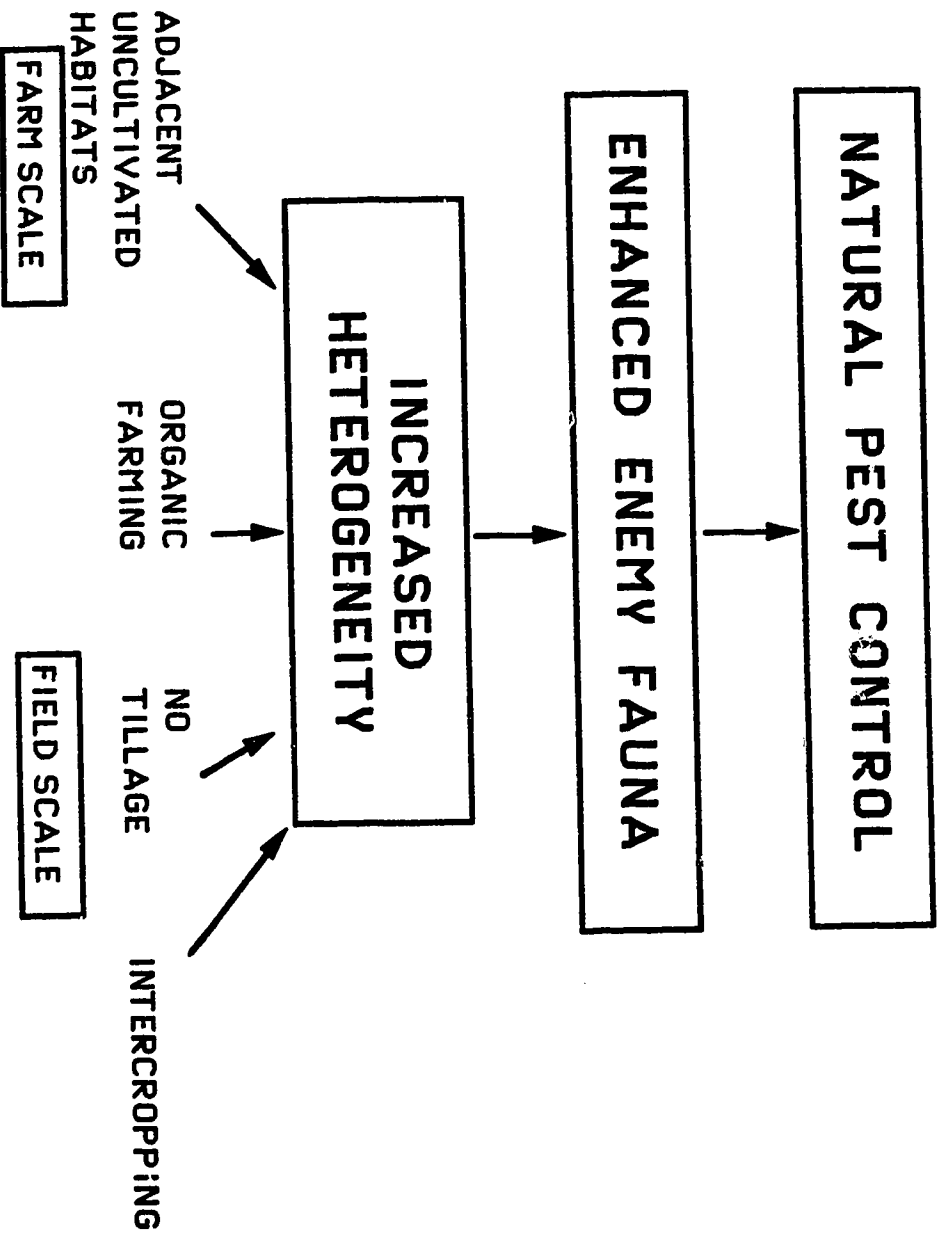 NATURAL PEST CONTROL
ENHANCED ENEMY FAUNA
INCREASED
HETEROGENEITY
ADJACENT
UNCULTIVATED
HABITATS
ORGANIC
FARMING
NO
TILLAGE
INTERCROPPING
FARM SCALE
FIELD SCALE